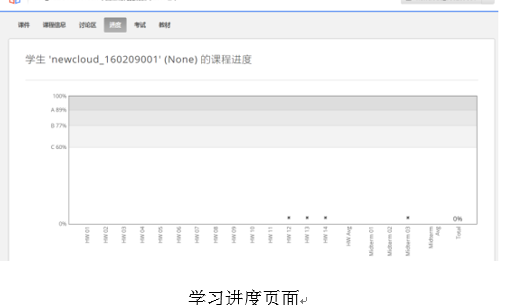 课件 课程信息 讨论区 进度 考试 教材
学生 'newcloud_160209001' (None) 的课程进度
100%
A 89%
B 77%
C 60%
0%
0%
HW 01
HW 02
HW 03
HW 04
HW 05
HW 06
HW 07
HW 08
HW 09
HW 10
HW 11
HW 12
HW 13
HW 14
HW Avg
Midterm 01
Midterm 02
Midterm 03
Midterm
Avg
Total
学习进度页面